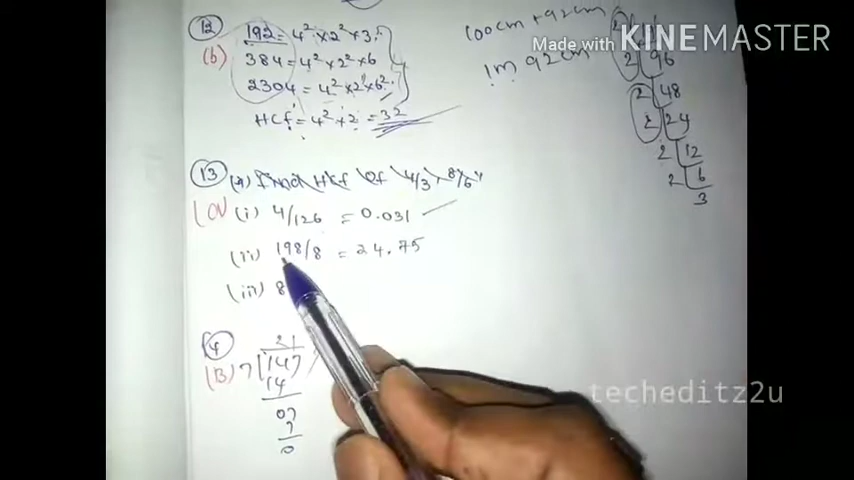 12 192 = 4² × 2² × 3
(b) 384 = 4² × 2² × 6
2304 = 4² × 2² × 6²
HCf = 4² × 2 = 32
100cm + 92cm
1m 92cm
Made with KINEMASTER
2 96
2 48
2 24
2 12
2 6
3
13 (a) find HCf of 4/3, 8/6,
(i) 4/126 = 0.031
(ii) 198/8 = 24.75
(iii) 8
14
(B) 7 147
21
14
07
7
0
techeditz2u